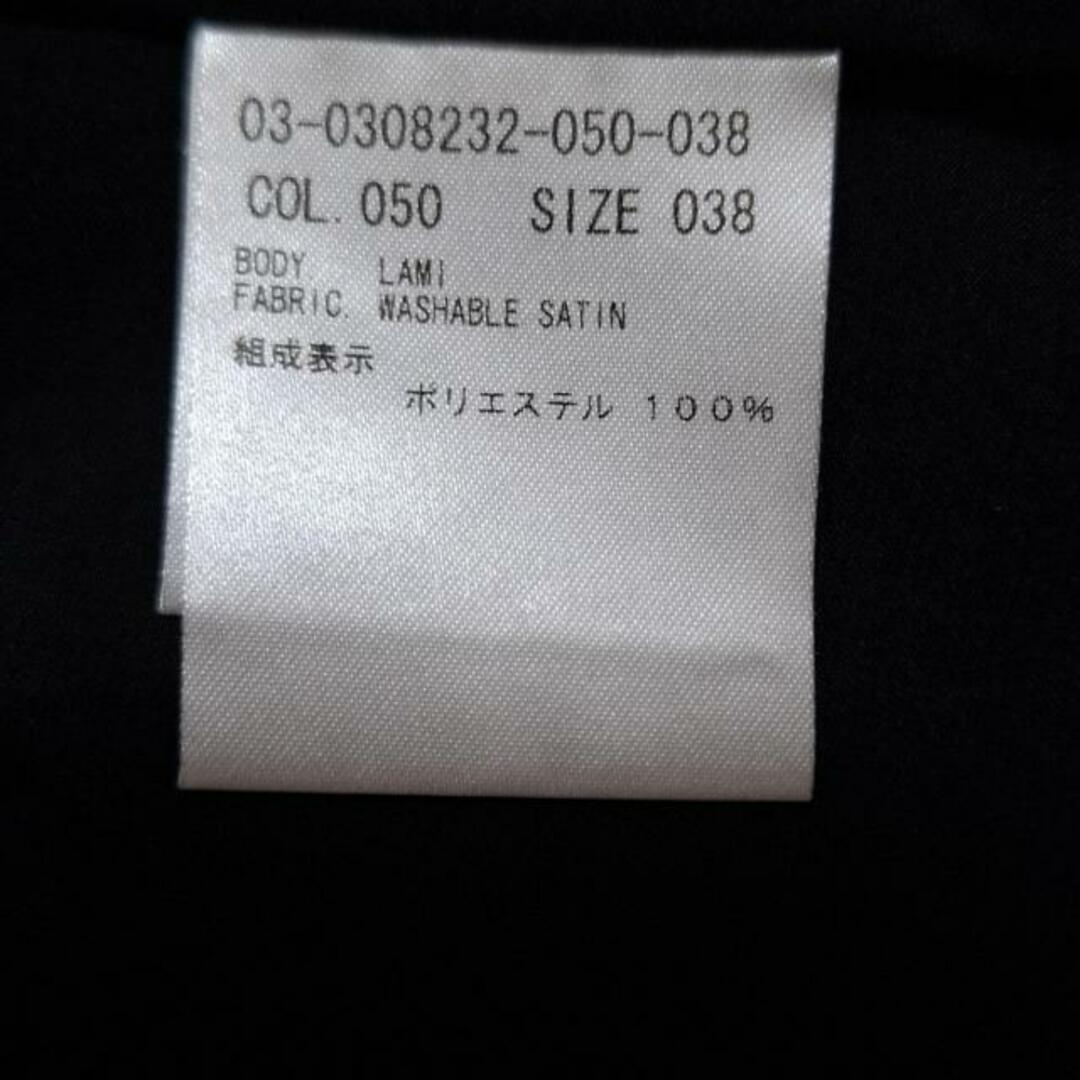 03-0308232-050-038
COL. 050 SIZE 038
BODY. LAMI
FABRIC. WASHABLE SATIN
組成表示
ポリエステル 100%